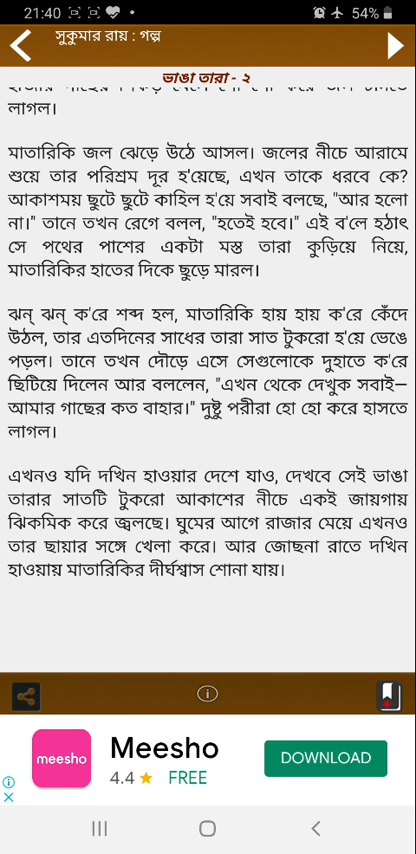 21:40
54%
সুকুমার রায় : গল্প
ভাঙা তারা - ২
লাগল।
মাতারিকি জল ঝেড়ে উঠে আসল। জলের নীচে আরামে
শুয়ে তার পরিশ্রম দূর হ'য়েছে, এখন তাকে ধরবে কে?
আকাশময় ছুটে ছুটে কাহিল হ'য়ে সবাই বলছে, "আর হলো
না।" তানে তখন রেগে বলল, "হতেই হবে।" এই ব'লে হঠাৎ
সে পথের পাশের একটা মস্ত তারা কুড়িয়ে নিয়ে,
মাতারিকির হাতের দিকে ছুড়ে মারল।
ঝন্ ঝন্ ক'রে শব্দ হল, মাতারিকি হায় হায় ক'রে কেঁদে
উঠল, তার এতদিনের সাধের তারা সাত টুকরো হ'য়ে ভেঙে
পড়ল। তানে তখন দৌড়ে এসে সেগুলোকে দুহাতে ক'রে
ছিটিয়ে দিলেন আর বললেন, "এখন থেকে দেখুক সবাই—
আমার গাছের কত বাহার।" দুষ্টু পরীরা হো হো করে হাসতে
লাগল।
এখনও যদি দখিন হাওয়ার দেশে যাও, দেখবে সেই ভাঙা
তারার সাতটি টুকরো আকাশের নীচে একই জায়গায়
ঝিকমিক করে জ্বলছে। ঘুমের আগে রাজার মেয়ে এখনও
তার ছায়ার সঙ্গে খেলা করে। আর জোছনা রাতে দখিন
হাওয়ায় মাতারিকির দীর্ঘশ্বাস শোনা যায়।
meesho
Meesho
4.4 ★ FREE
DOWNLOAD